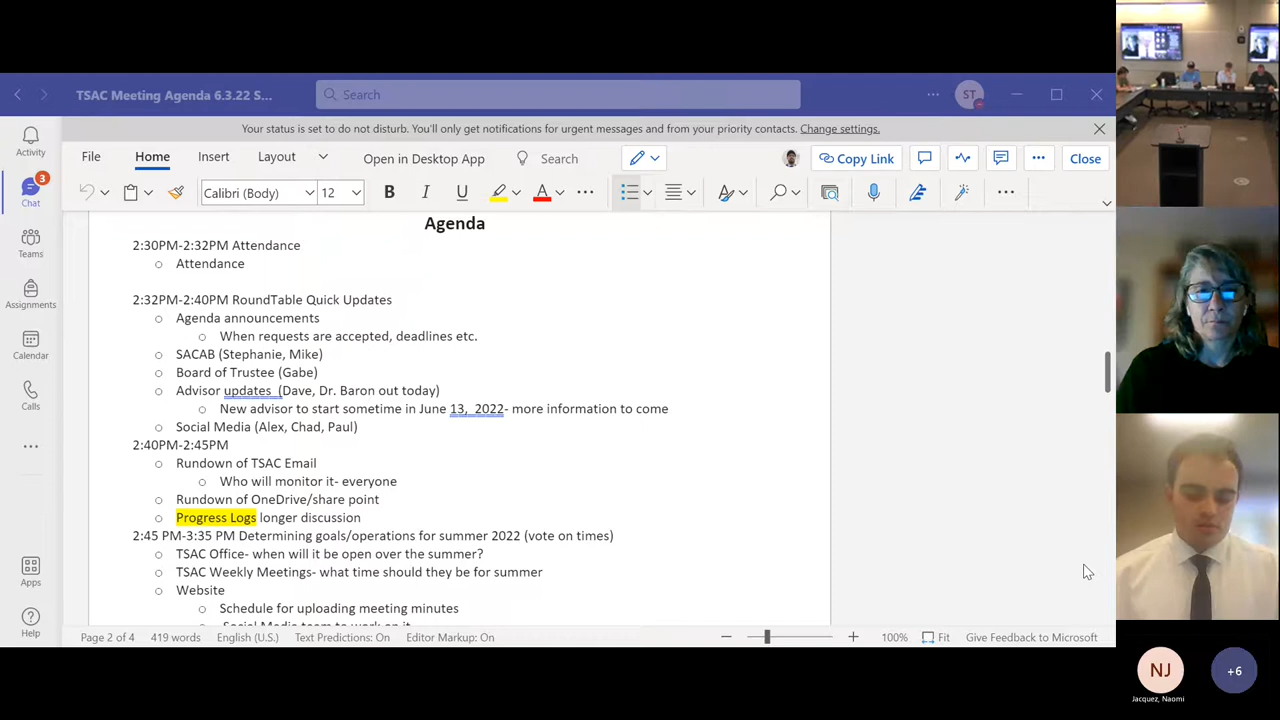 TSAC Meeting Agenda 6.3.22 S...
Search
ST
Your status is set to do not disturb. You'll only get notifications for urgent messages and from your priority contacts. Change settings.
Activity
3
Chat
Teams
Assignments
Calendar
Calls
Apps
Help
File
Home
Insert
Layout
Open in Desktop App
Search
Copy Link
Close
Calibri (Body)
12
B
I
U
A
Agenda
2:30PM-2:32PM Attendance
Attendance
2:32PM-2:40PM RoundTable Quick Updates
Agenda announcements
When requests are accepted, deadlines etc.
SACAB (Stephanie, Mike)
Board of Trustee (Gabe)
Advisor updates (Dave, Dr. Baron out today)
New advisor to start sometime in June 13, 2022- more information to come
Social Media (Alex, Chad, Paul)
2:40PM-2:45PM
Rundown of TSAC Email
Who will monitor it- everyone
Rundown of OneDrive/share point
Progress Logs longer discussion
2:45 PM-3:35 PM Determining goals/operations for summer 2022 (vote on times)
TSAC Office- when will it be open over the summer?
TSAC Weekly Meetings- what time should they be for summer
Website
Schedule for uploading meeting minutes
Social Media team to work on it
Page 2 of 4
419 words
English (U.S.)
Text Predictions: On
Editor Markup: On
100%
Fit
Give Feedback to Microsoft
NJ
Jacquez, Naomi
+6